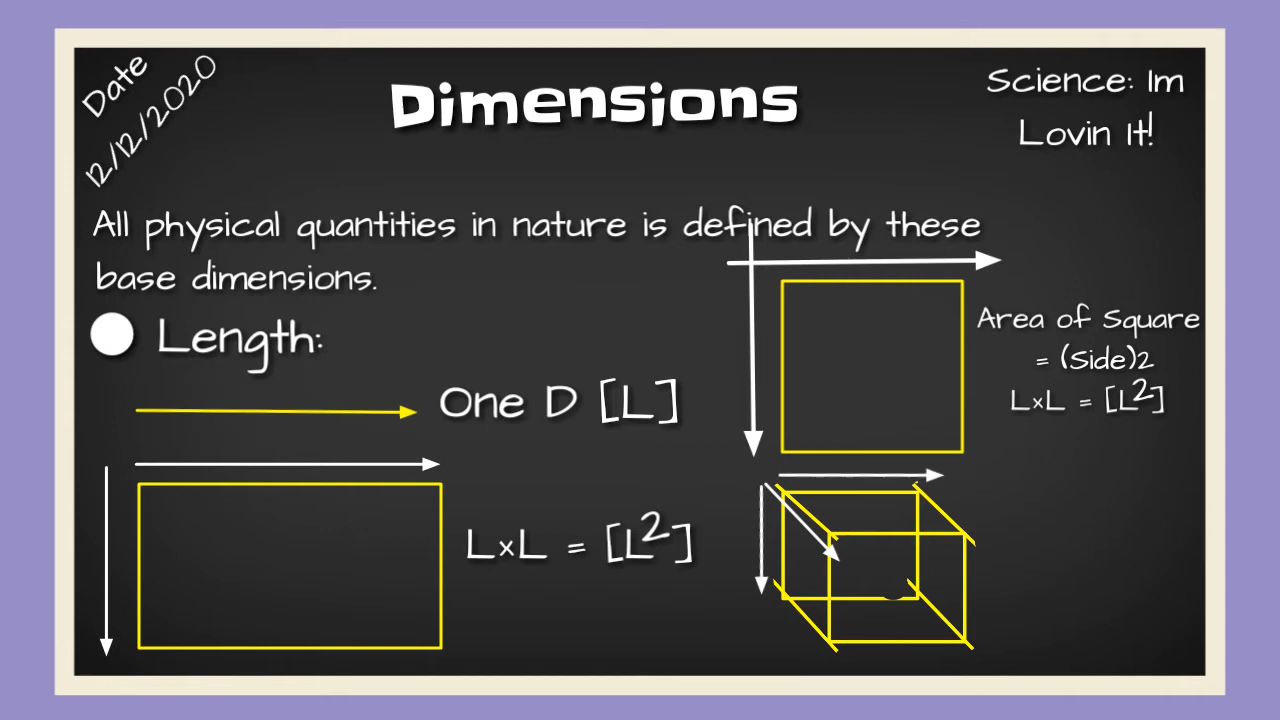 Date
12/12/2020
Dimensions
Science: Im
Lovin It!
All physical quantities in nature is defined by these
base dimensions.
Length:
One D [L]
L×L = [L²]
Area of Square
= (Side)2
L×L = [L²]